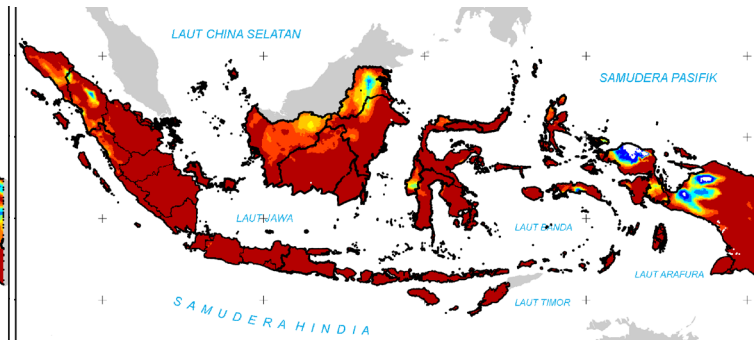 LAUT CHINA SELATAN
SAMUDERA PASIFIK
LAUT JAWA
LAUT BANDA
LAUT ARAFURA
LAUT TIMOR
SAMUDERA HINDIA